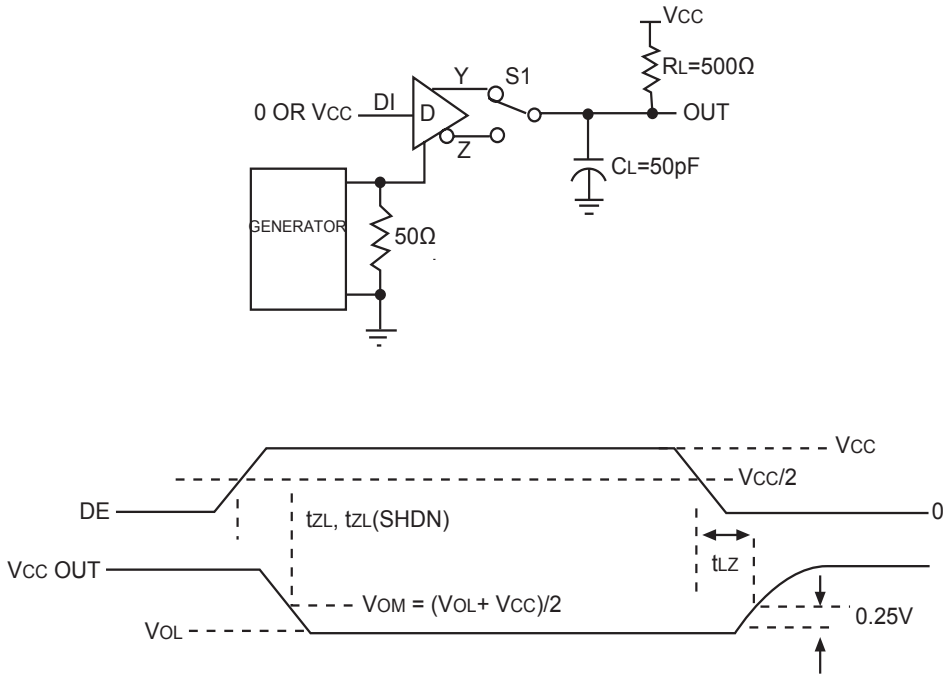 VCC
RL=500Ω
Y
S1
0 OR VCC
DI
D
OUT
Z
CL=50pF
GENERATOR
50Ω
VCC
VCC/2
DE
tZL, tZL(SHDN)
0
tLZ
VCC OUT
VOM = (VOL+ VCC)/2
0.25V
VOL